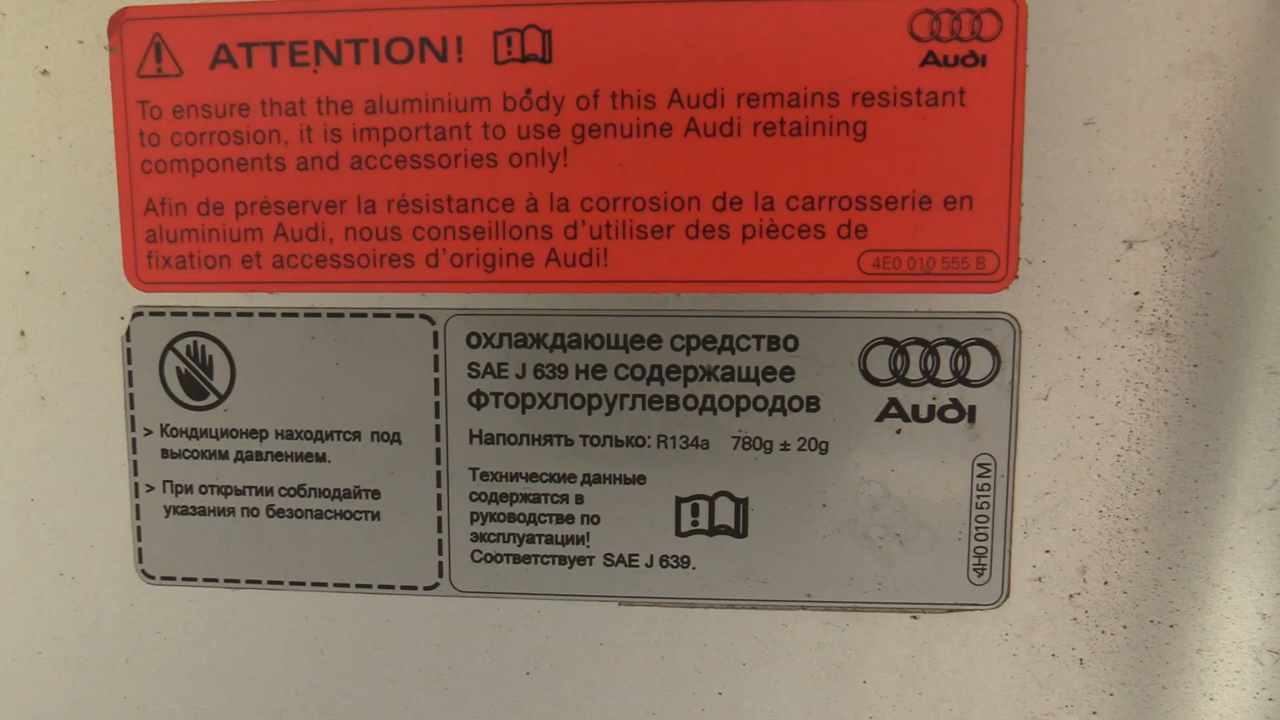 ATTENTION!
Audi
To ensure that the aluminium body of this Audi remains resistant
to corrosion, it is important to use genuine Audi retaining
components and accessories only!
Afin de préserver la résistance à la corrosion de la carrosserie en
aluminium Audi, nous conseillons d'utiliser des pièces de
fixation et accessoires d'origine Audi!
4E0 010 555 B
> Кондиционер находится под
высоким давлением.
> При открытии соблюдайте
указания по безопасности
охлаждающее средство
SAE J 639 не содержащее
Фторхлоруглеводородов
Наполнять только: R134a 780g ± 20g
Технические данные
содержатся в
руководстве по
эксплуатации!
Соответствует SAE J 639.
Audi
4H0 010 515 M